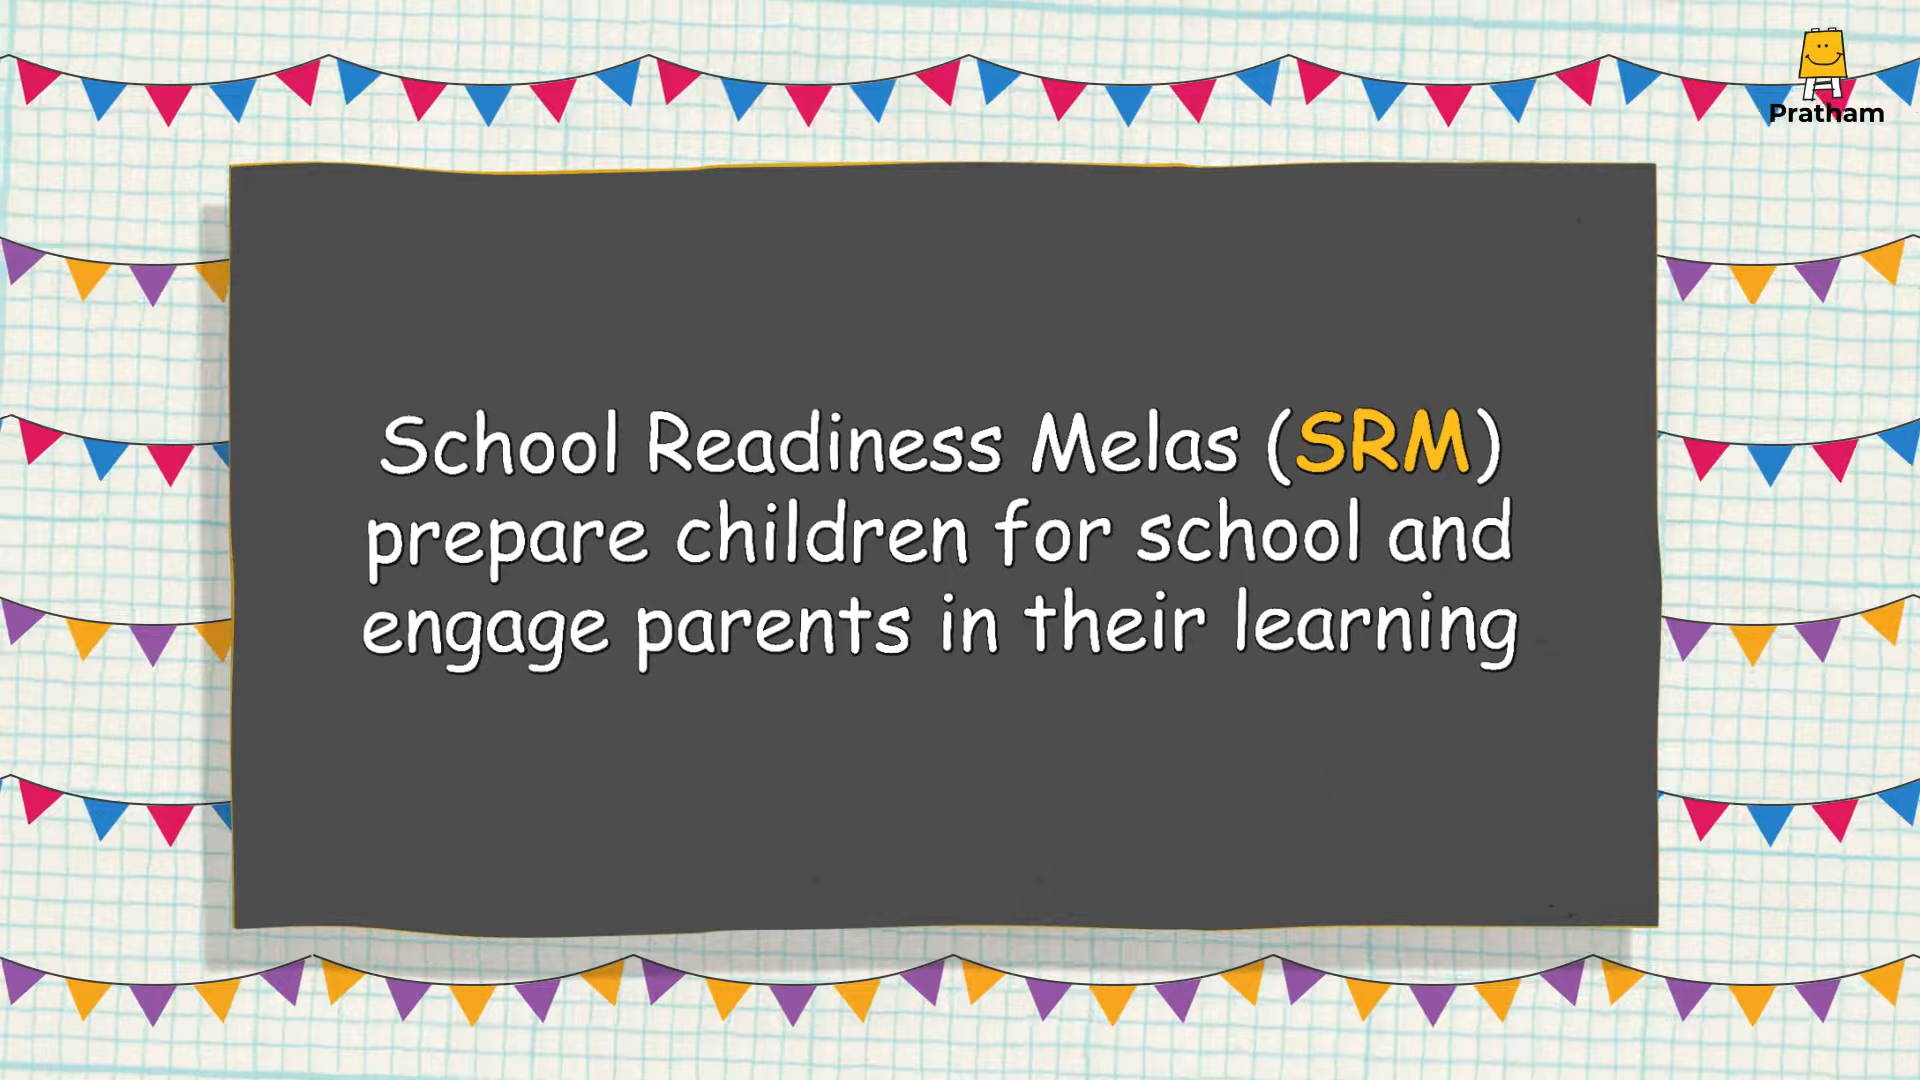 Pratham
School Readiness Melas (SRM)
prepare children for school and
engage parents in their learning